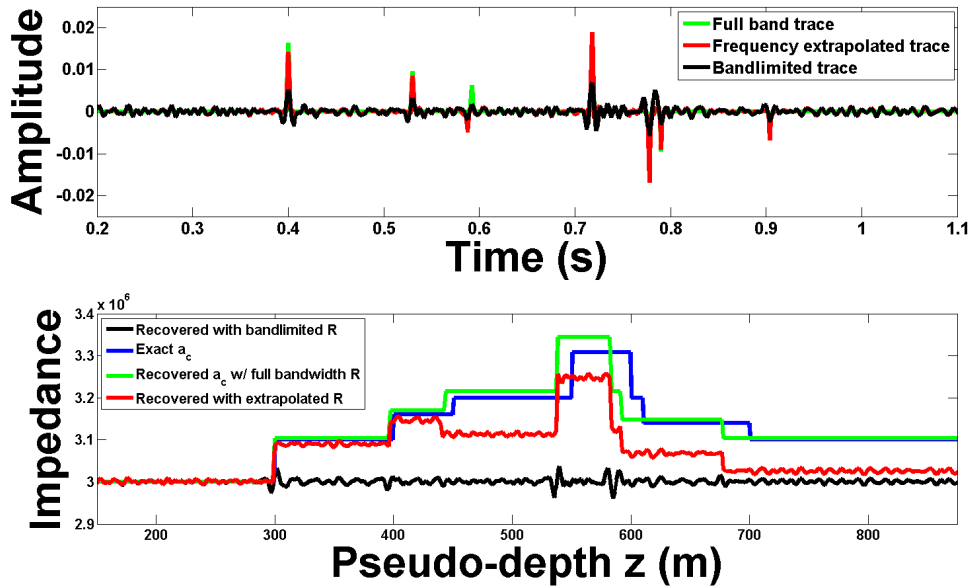 Amplitude
0.02
0.01
0
-0.01
-0.02
Full band trace
Frequency extrapolated trace
Bandlimited trace
0.2 0.3 0.4 0.5 0.6 0.7 0.8 0.9 1 1.1
Time (s)
Impedance
x 10^6
3.4
3.3
3.2
3.1
3
2.9
Recovered with bandlimited R
Exact a_c
Recovered a_c w/ full bandwidth R
Recovered with extrapolated R
200 300 400 500 600 700 800
Pseudo-depth z (m)